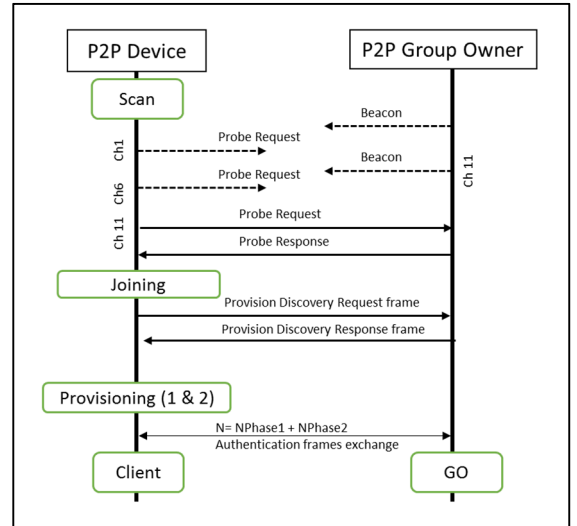 P2P Device
P2P Group Owner
Scan
Beacon
Probe Request
Ch1
Beacon
Ch 11
Probe Request
Ch6
Probe Request
Ch 11
Probe Response
Joining
Provision Discovery Request frame
Provision Discovery Response frame
Provisioning (1 & 2)
N= NPhase1 + NPhase2
Authentication frames exchange
Client
GO